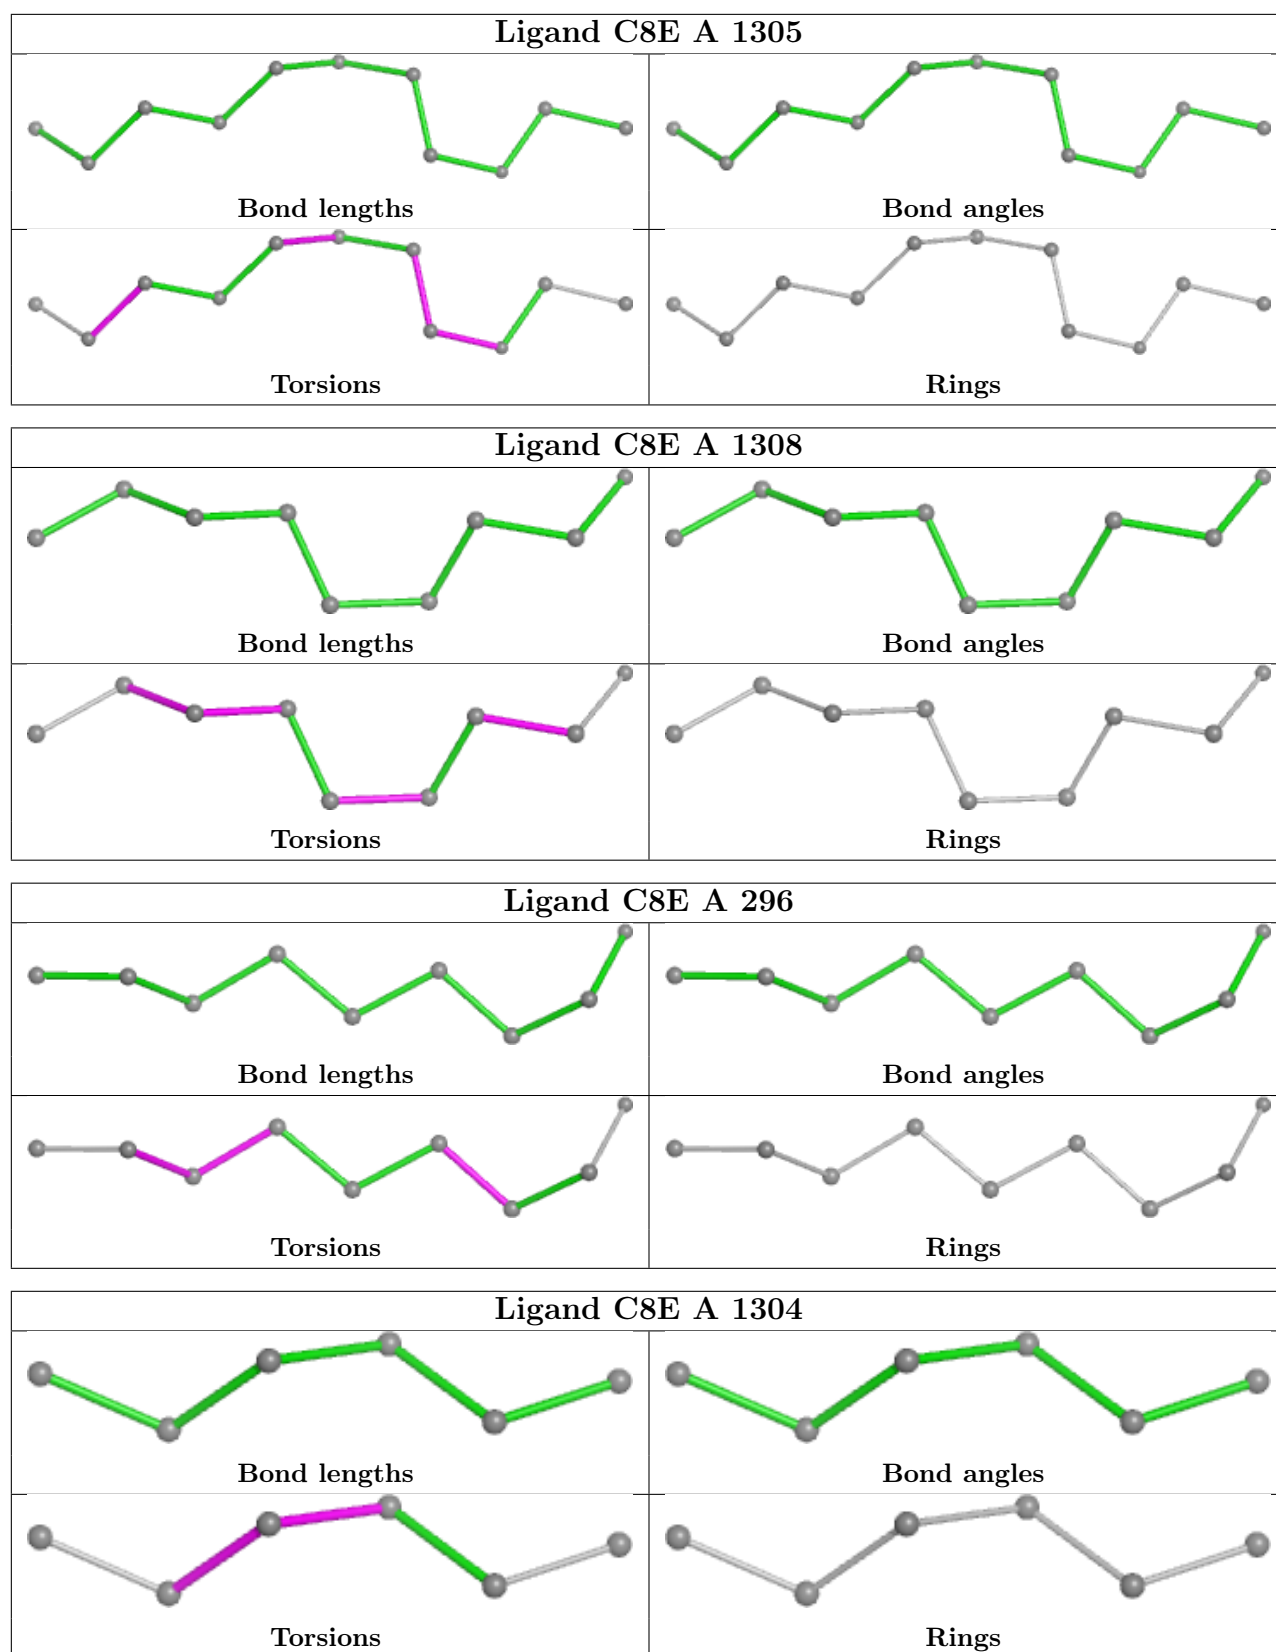 Ligand C8E A 1305
Bond lengths
Bond angles
Torsions
Rings
Ligand C8E A 1308
Bond lengths
Bond angles
Torsions
Rings
Ligand C8E A 296
Bond lengths
Bond angles
Torsions
Rings
Ligand C8E A 1304
Bond lengths
Bond angles
Torsions
Rings